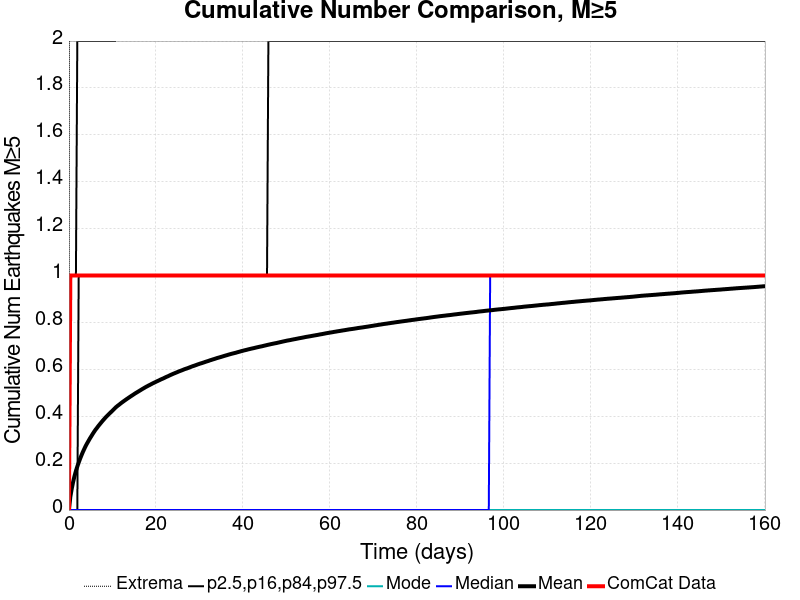 Cumulative Number Comparison, M≥5
Cumulative Num Earthquakes M≥5
2
1.8
1.6
1.4
1.2
1
0.8
0.6
0.4
0.2
0
0 20 40 60 80 100 120 140 160
Time (days)
Extrema p2.5,p16,p84,p97.5 Mode Median Mean ComCat Data